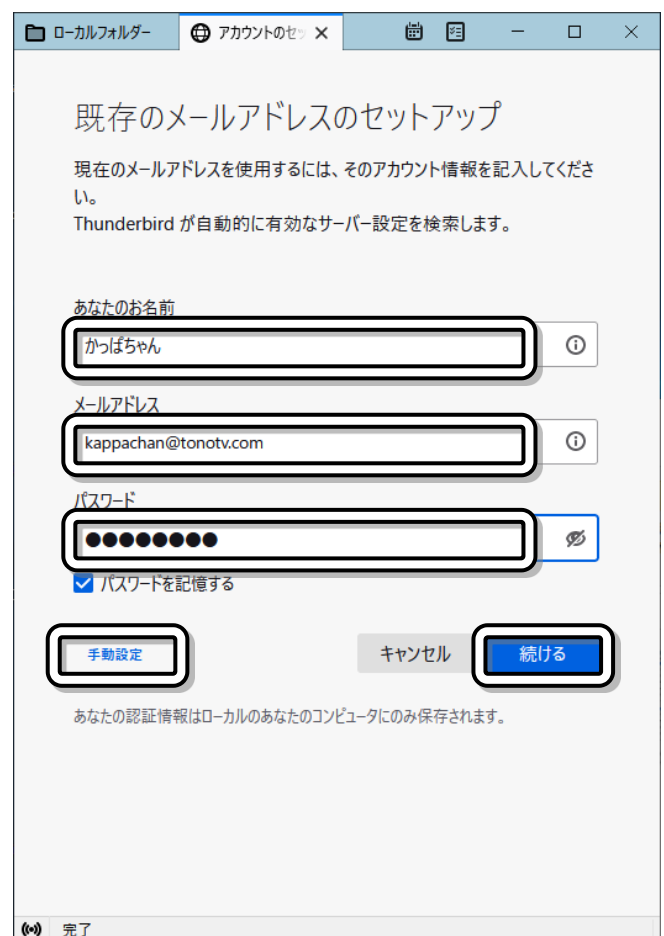 ローカルフォルダー
アカウントのセッ
既存のメールアドレスのセットアップ
現在のメールアドレスを使用するには、そのアカウント情報を記入してくださ
い。
Thunderbird が自動的に有効なサーバー設定を検索します。
あなたのお名前
かっぱちゃん
メールアドレス
kappachan@tonotv.com
パスワード
●●●●●●●●
パスワードを記憶する
手動設定
キャンセル
続ける
あなたの認証情報はローカルのあなたのコンピュータにのみ保存されます。
完了